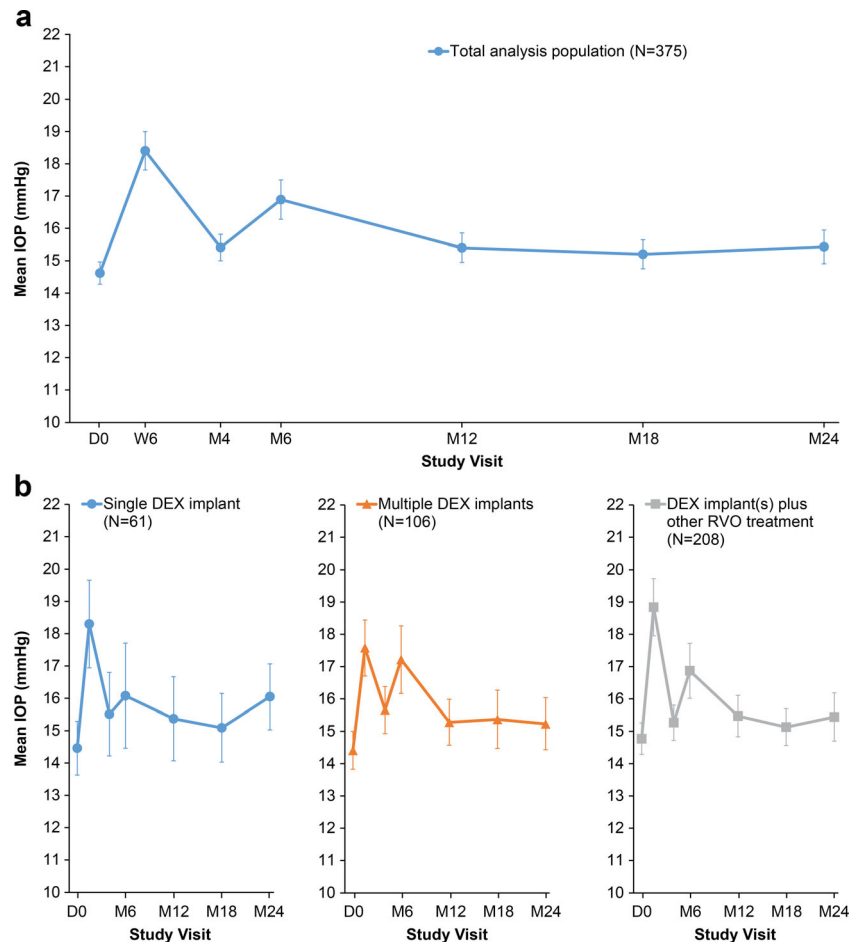 a
22
21
20
19
18
17
16
15
14
13
12
11
10
Mean IOP (mmHg)
Total analysis population (N=375)
D0 W6 M4 M6 M12 M18 M24
Study Visit
b
22
21
20
19
18
17
16
15
14
13
12
11
10
Mean IOP (mmHg)
Single DEX implant
(N=61)
D0 M6 M12 M18 M24
Study Visit
22
21
20
19
18
17
16
15
14
13
12
11
10
Multiple DEX implants
(N=106)
D0 M6 M12 M18 M24
Study Visit
22
21
20
19
18
17
16
15
14
13
12
11
10
DEX implant(s) plus
other RVO treatment
(N=208)
D0 M6 M12 M18 M24
Study Visit